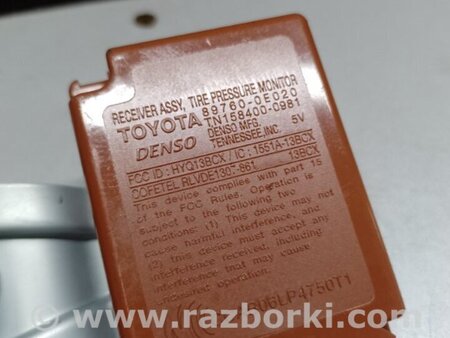 RECEIVER ASSY, TIRE PRESSURE MONITOR
TOYOTA 89760-0E020
TN158400-0981
DENSO DENSO MFG. 5V
TENNESSEE,INC.
FCC ID : HYQ13BCX / IC : 1551A-13BCX
COFETEL RLVDE1307-861 13BCX
This device complies with part 15
of the FCC Rules. Operation is
subject to the following two
conditions: (1) This device may not
cause harmful interference, and
(2) this device must accept any
interference received, including
interference that may cause
undesired operation.
06LP4750T1
www.razborki.com